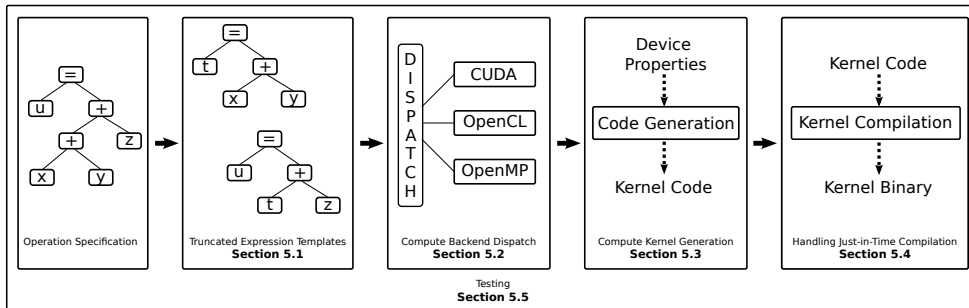 =
u
+
+
z
x
y
Operation Specification
=
t
+
x
y
=
u
+
t
z
Truncated Expression Templates
Section 5.1
D
I
S
P
A
T
C
H
CUDA
OpenCL
OpenMP
Compute Backend Dispatch
Section 5.2
Device
Properties
Code Generation
Kernel Code
Compute Kernel Generation
Section 5.3
Kernel Code
Kernel Compilation
Kernel Binary
Handling Just-in-Time Compilation
Section 5.4
Testing
Section 5.5